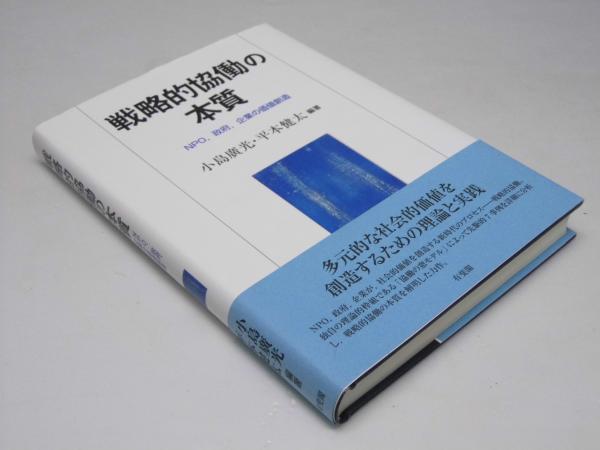 戦略的協働の
本質
NPO，政府，企業の価値創造
小島廣光・平本健太 編著
多元的な社会的価値を
創造するための理論と実践
NPO，政府，企業が，社会的価値を創造する新時代のプロセス──戦略的協働。
独自の理論的枠組である「協働の窓モデル」によって先駆的7事例を詳細に分析
し，戦略的協働の本質を解明した力作。
有斐閣
戦略的協働の本質
小島廣光
編著
有斐閣